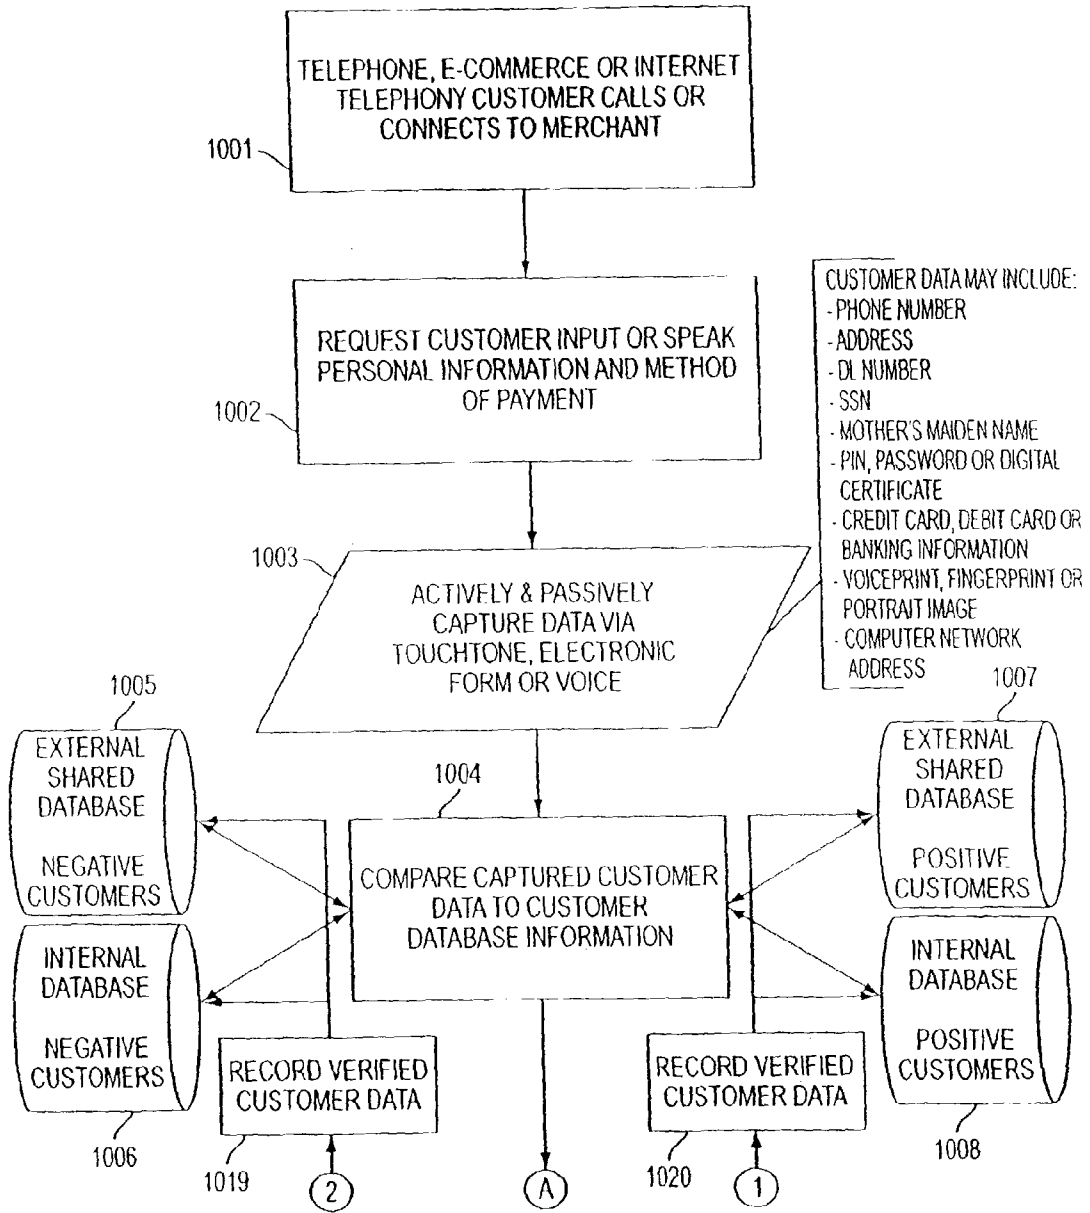 TELEPHONE, E-COMMERCE OR INTERNET
TELEPHONY CUSTOMER CALLS OR
CONNECTS TO MERCHANT
1001
REQUEST CUSTOMER INPUT OR SPEAK
PERSONAL INFORMATION AND METHOD
OF PAYMENT
1002
CUSTOMER DATA MAY INCLUDE:
- PHONE NUMBER
- ADDRESS
- DL NUMBER
- SSN
- MOTHER'S MAIDEN NAME
- PIN, PASSWORD OR DIGITAL
CERTIFICATE
- CREDIT CARD, DEBIT CARD OR
BANKING INFORMATION
- VOICEPRINT, FINGERPRINT OR
PORTRAIT IMAGE
- COMPUTER NETWORK
ADDRESS
1003
ACTIVELY & PASSIVELY
CAPTURE DATA VIA
TOUCHTONE, ELECTRONIC
FORM OR VOICE
1005
EXTERNAL
SHARED
DATABASE
NEGATIVE
CUSTOMERS
1004
COMPARE CAPTURED CUSTOMER
DATA TO CUSTOMER
DATABASE INFORMATION
1007
EXTERNAL
SHARED
DATABASE
POSITIVE
CUSTOMERS
INTERNAL
DATABASE
NEGATIVE
CUSTOMERS
1006
RECORD VERIFIED
CUSTOMER DATA
1019
2
A
RECORD VERIFIED
CUSTOMER DATA
1020
1
INTERNAL
DATABASE
POSITIVE
CUSTOMERS
1008